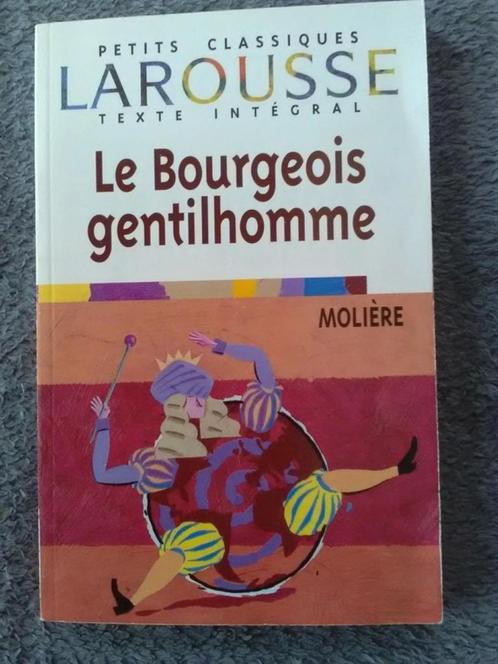 PETITS CLASSIQUES
LAROUSSE
TEXTE INTÉGRAL
Le Bourgeois
gentilhomme
MOLIÈRE